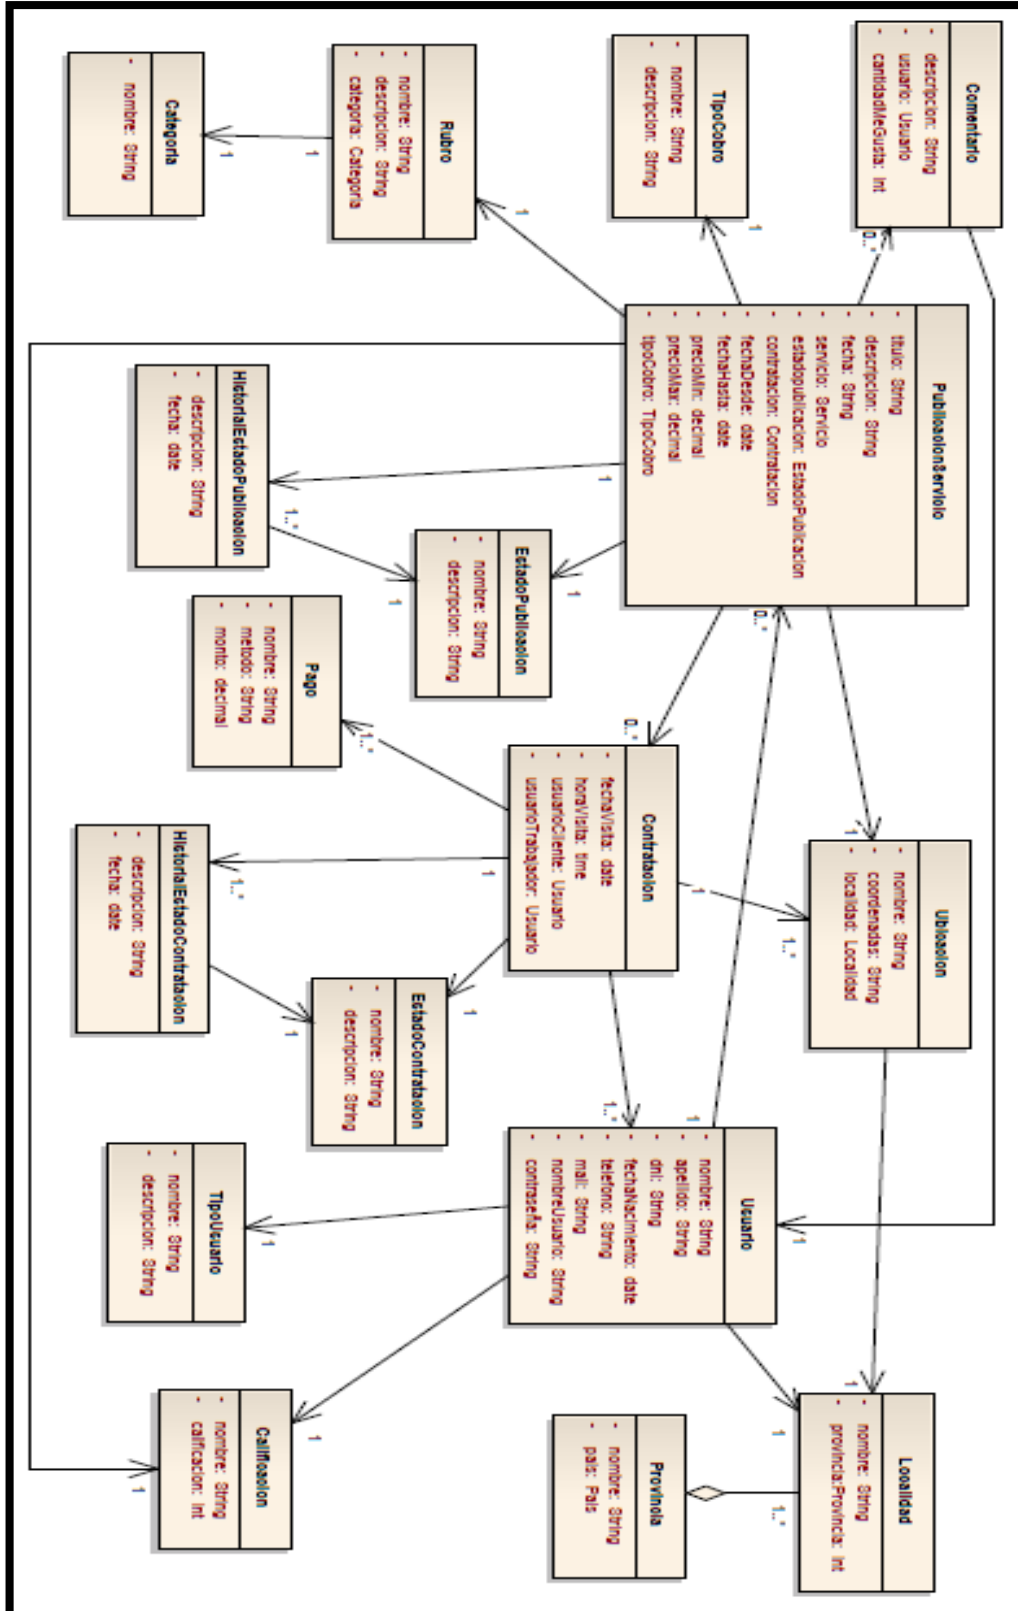 Comentario
- descripcion: String
- usuario: Usuario
- cantidadMeGusta: int
TipoCobro
- nombre: String
- descripcion: String
Rubro
- nombre: String
- descripcion: String
- categoria: Categoria
Categoria
- nombre: String
1
1
1
1
0..*
PublicacionServicio
- titulo: String
- descripcion: String
- fecha: String
- servicio: Servicio
- estadopublicacion: EstadoPublicacion
- contratacion: Contratacion
- fechaDesde: date
- fechaHasta: date
- precioMin: decimal
- precioMax: decimal
- tipoCobro: TipoCobro
HistorialEstadoPublicacion
- descripcion: String
- fecha: date
1
1..*
1
1
EstadoPublicacion
- nombre: String
- descripcion: String
0..*
0..*
1
Ubicacion
- nombre: String
- coordenadas: String
- localidad: Localidad
Contratacion
- fechaVisita: date
- horaVisita: time
- usuarioCliente: Usuario
- usuarioTrabajador: Usuario
Pago
- nombre: String
- metodo: String
- monto: decimal
1..*
1
1..*
1
1..*
HistorialEstadoContratacion
- descripcion: String
- fecha: date
1
1
EstadoContratacion
- nombre: String
- descripcion: String
1..*
1
1
Usuario
- nombre: String
- apellido: String
- dni: String
- fechaNacimiento: date
- telefono: String
- mail: String
- nombreUsuario: String
- contraseña: String
TipoUsuario
- nombre: String
- descripcion: String
1
1
1
1
1
Localidad
- nombre: String
- provincia:Provincia: int
1..*
Provincia
- nombre: String
- pais: Pais
Calificacion
- nombre: String
- calificacion: int